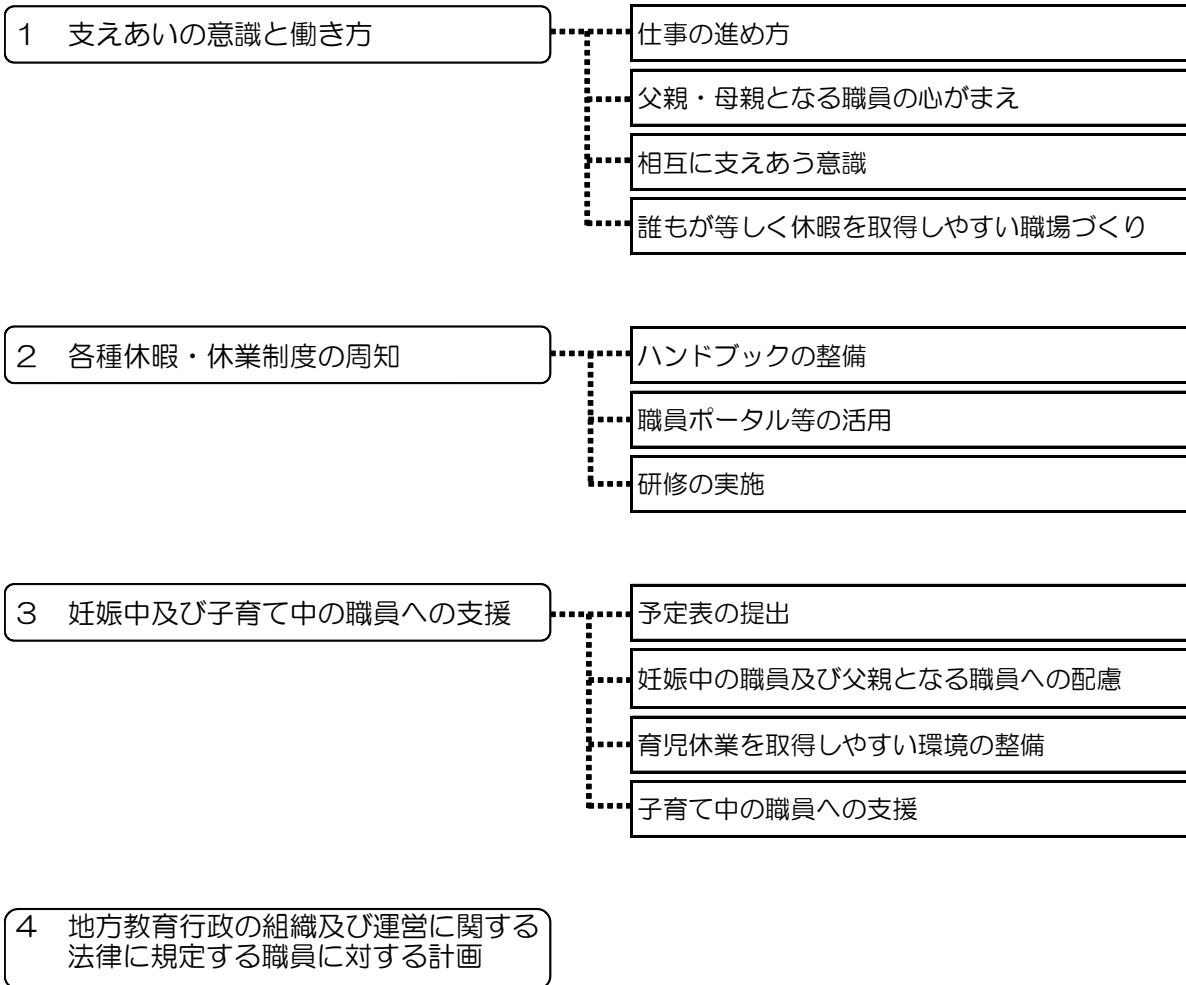 1　支えあいの意識と働き方
仕事の進め方
父親・母親となる職員の心がまえ
相互に支えあう意識
誰もが等しく休暇を取得しやすい職場づくり
2　各種休暇・休業制度の周知
ハンドブックの整備
職員ポータル等の活用
研修の実施
3　妊娠中及び子育て中の職員への支援
予定表の提出
妊娠中の職員及び父親となる職員への配慮
育児休業を取得しやすい環境の整備
子育て中の職員への支援
4　地方教育行政の組織及び運営に関する
法律に規定する職員に対する計画